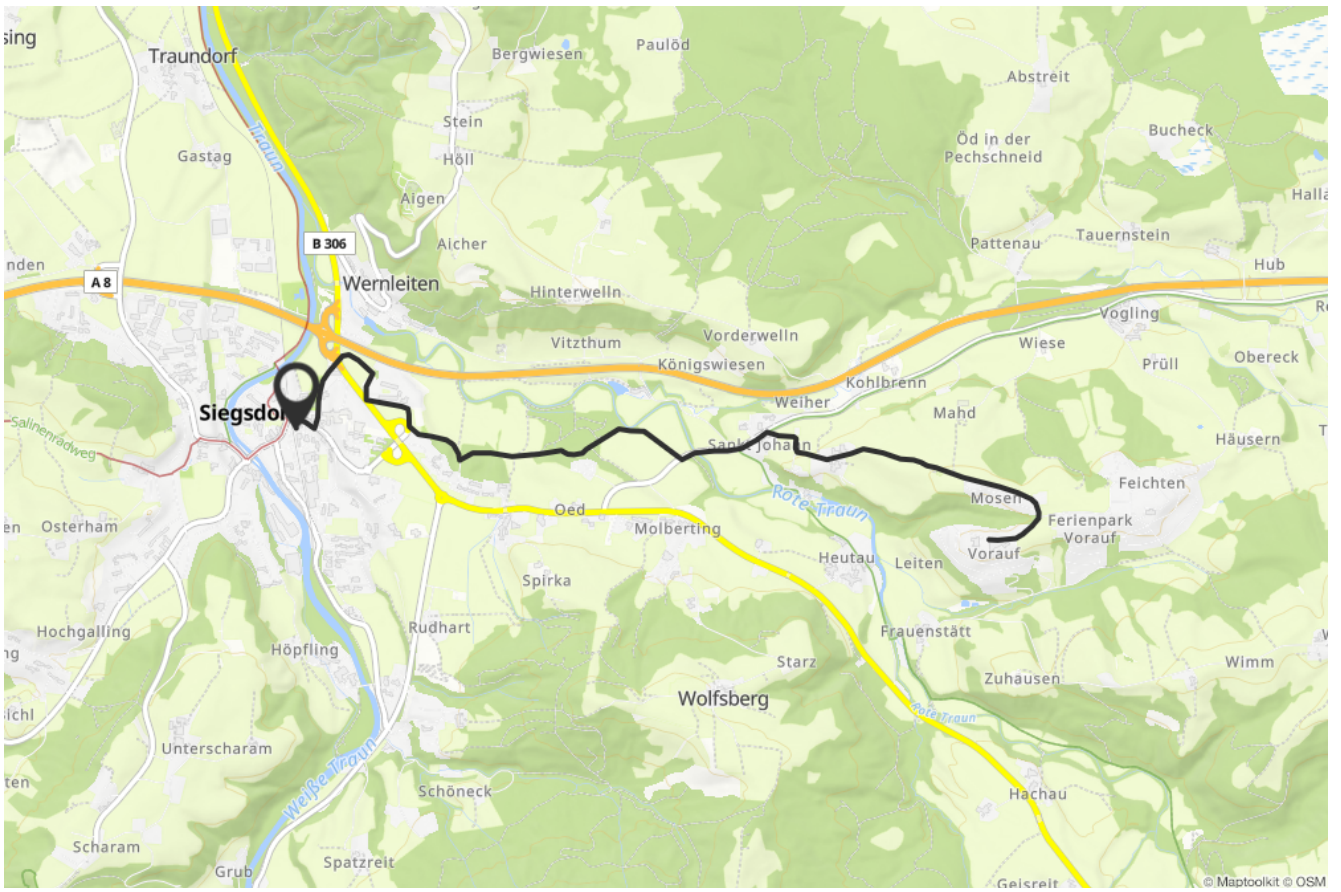 sing
Traundorf
Bergwiesen
Paulöd
Abstreit
Stein
Bucheck
Traun
Gastag
Höll
Öd in der
Pechschneid
Aigen
Aicher
B 306
Pattenau
Tauernstein
Hub
nden
A 8
Wernleiten
Hinterwelln
Vogling
Vitzthum
Vorderwelln
Wiese
Königswiesen
Prüll
Obereck
Kohlbrenn
Weiher
Siegsdor
Mahd
Salinenradweg
Sankt Johann
Häusern
Feichten
Mosen
Rote Traun
Oed
Osterham
Molberting
Ferienpark
Vorauf
Vorauf
Heutau
Leiten
Spirka
Hochgalling
Rudhart
Frauenstätt
Höpfling
ng
Starz
Wimm
Zuhausen
Wolfsberg
Rote Traun
Unterscharam
Weiße Traun
ten
Schöneck
Hachau
Scharam
Spatzreit
Grub
Geisreit
© Maptoolkit © OSM